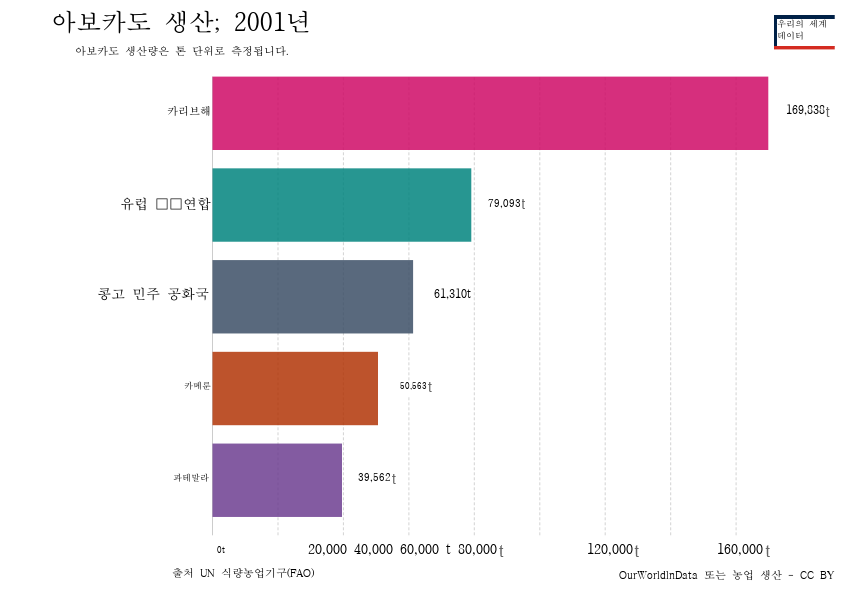 아보카도 생산; 2001년
아보카도 생산량은 톤 단위로 측정됩니다.
우리의 세계
데이터
카리브해
169,838t
유럽 □□연합
79,093t
콩고 민주 공화국
61,310t
카메룬
50,563t
과테말라
39,562t
0t 20,000 40,000 60,000 t 80,000t 120,000t 160,000t
출처 UN 식량농업기구(FAO)
OurWorldInData 또는 농업 생산 – CC BY